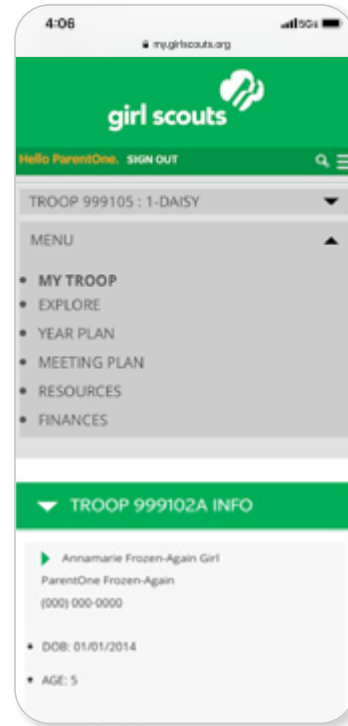 4:06
5G
my.girlscouts.org
girl scouts
Hello ParentOne. SIGN OUT
TROOP 999105 : 1-DAISY
MENU
MY TROOP
EXPLORE
YEAR PLAN
MEETING PLAN
RESOURCES
FINANCES
TROOP 999102A INFO
Annamarie Frozen-Again Girl
ParentOne Frozen-Again
(000) 000-0000
DOB: 01/01/2014
AGE: 5